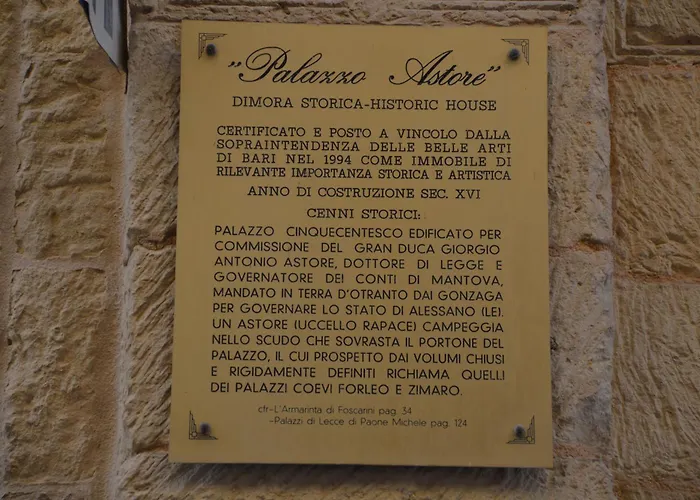 "Palazzo Astore"
DIMORA STORICA-HISTORIC HOUSE
CERTIFICATO E POSTO A VINCOLO DALLA
SOPRAINTENDENZA DELLE BELLE ARTI
DI BARI NEL 1994 COME IMMOBILE DI
RILEVANTE IMPORTANZA STORICA E ARTISTICA
ANNO DI COSTRUZIONE SEC. XVI
CENNI STORICI:
PALAZZO CINQUECENTESCO EDIFICATO PER
COMMISSIONE DEL GRAN DUCA GIORGIO
ANTONIO ASTORE, DOTTORE DI LEGGE E
GOVERNATORE DEI CONTI DI MANTOVA,
MANDATO IN TERRA D'OTRANTO DAI GONZAGA
PER GOVERNARE LO STATO DI ALESSANO (LE).
UN ASTORE (UCCELLO RAPACE) CAMPEGGIA
NELLO SCUDO CHE SOVRASTA IL PORTONE DEL
PALAZZO, IL CUI PROSPETTO DAI VOLUMI CHIUSI
E RIGIDAMENTE DEFINITI RICHIAMA QUELLI
DEI PALAZZI COEVI FORLEO E ZIMARO.
cfr-L'Armarinta di Foscarini pag. 34
-Palazzi di Lecce di Paone Michele pag. 124